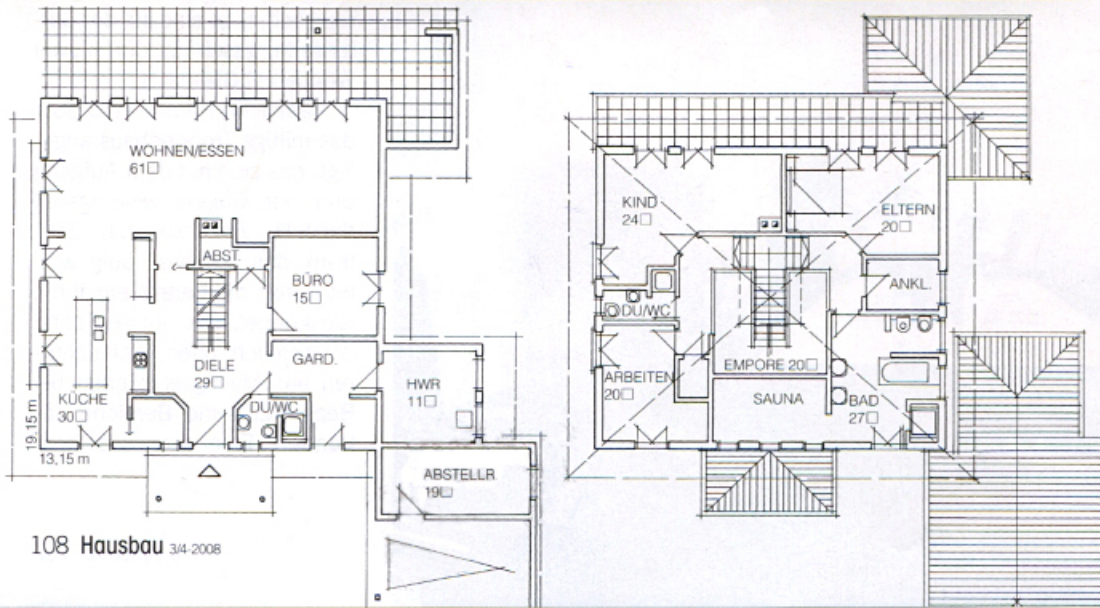 WOHNEN/ESSEN
61□
ABST.
BÜRO
15□
DIELE
29□
GARD.
HWR
11□
KÜCHE
30□
DU/WC
19,15 m
13,15 m
ABSTELLR
19□
KIND
24□
ELTERN
20□
ANKL.
DU/WC
ARBEITEN
20□
EMPORE 20□
SAUNA
BAD
27□
108 Hausbau 3/4-2008